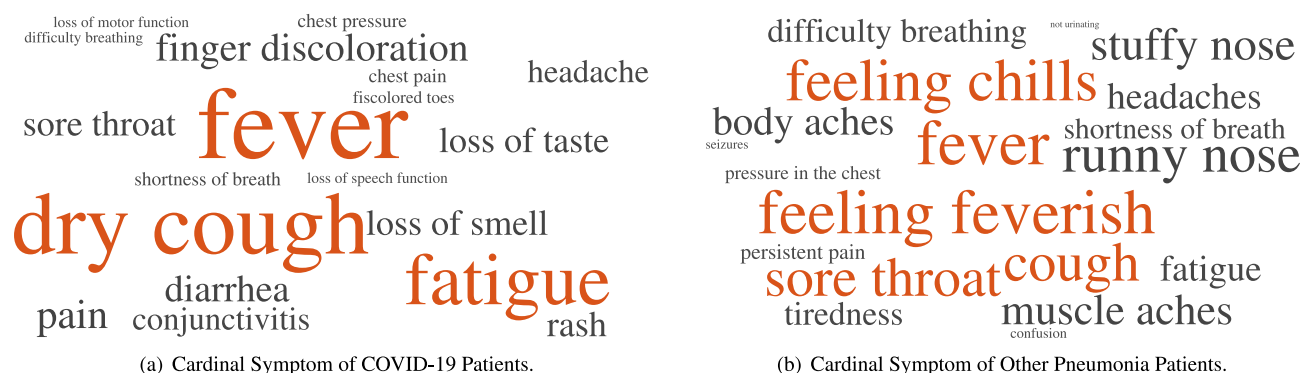 loss of motor function
chest pressure
difficulty breathing
finger discoloration
chest pain
headache
fiscolored toes
fever
sore throat
loss of taste
shortness of breath
loss of speech function
dry cough
loss of smell
fatigue
diarrhea
pain
conjunctivitis
rash
(a) Cardinal Symptom of COVID-19 Patients.
difficulty breathing
not urinating
stuffy nose
feeling chills
headaches
body aches
shortness of breath
seizures
fever
runny nose
pressure in the chest
feeling feverish
persistent pain
sore throat
cough
fatigue
tiredness
muscle aches
confusion
(b) Cardinal Symptom of Other Pneumonia Patients.